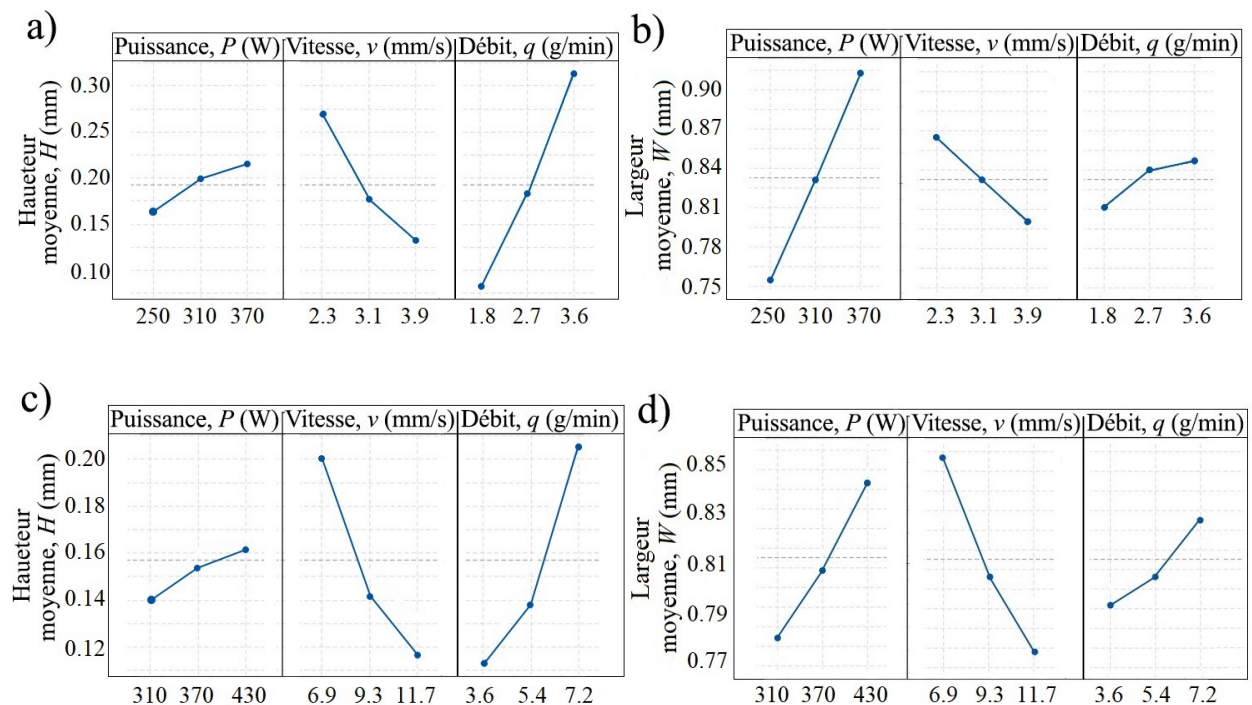 a)
Puissance, P (W) Vitesse, v (mm/s) Débit, q (g/min)
Haueteur
moyenne, H (mm)
0.30
0.25
0.20
0.15
0.10
250 310 370 2.3 3.1 3.9 1.8 2.7 3.6
b)
Puissance, P (W) Vitesse, v (mm/s) Débit, q (g/min)
Largeur
moyenne, W (mm)
0.90
0.87
0.84
0.81
0.78
0.75
250 310 370 2.3 3.1 3.9 1.8 2.7 3.6
c)
Puissance, P (W) Vitesse, v (mm/s) Débit, q (g/min)
Haueteur
moyenne, H (mm)
0.20
0.18
0.16
0.14
0.12
310 370 430 6.9 9.3 11.7 3.6 5.4 7.2
d)
Puissance, P (W) Vitesse, v (mm/s) Débit, q (g/min)
Largeur
moyenne, W (mm)
0.85
0.83
0.81
0.79
0.77
310 370 430 6.9 9.3 11.7 3.6 5.4 7.2